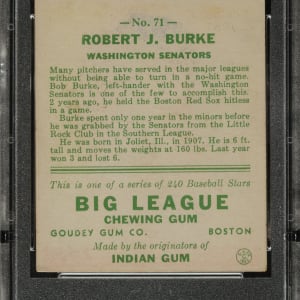 No. 71
ROBERT J. BURKE
WASHINGTON SENATORS
Many pitchers have served in the major leagues
without being able to turn in a no-hit game.
Bob Burke, left-hander with the Washington
Senators is one of the few to accomplish this.
2 years ago, he held the Boston Red Sox hitless
in a game.
Burke spent only one year in the minors before
he was grabbed by the Senators from the Little
Rock Club in the Southern League.
He was born in Joliet, Ill., in 1907. He is 6 ft.
tall and moves the weights at 160 lbs. Last year
won 3 and lost 6.
This is one of a series of 240 Baseball Stars
BIG LEAGUE
CHEWING GUM
GOUDEY GUM CO. BOSTON
Made by the originators of
INDIAN GUM